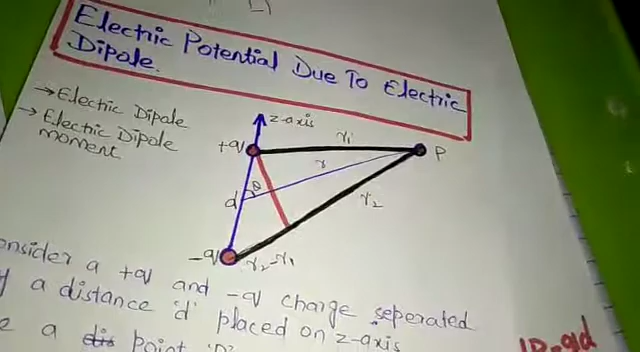 Electric Potential Due To Electric
Dipole.
→Electric Dipole
→Electric Dipole
moment
z-axis
+q
r₁
P
r
θ
d
r₂
-q
r₂-r₁
onsider a +q and -q charge seperated
a distance 'd' placed on z-axis
a dis point 'P'